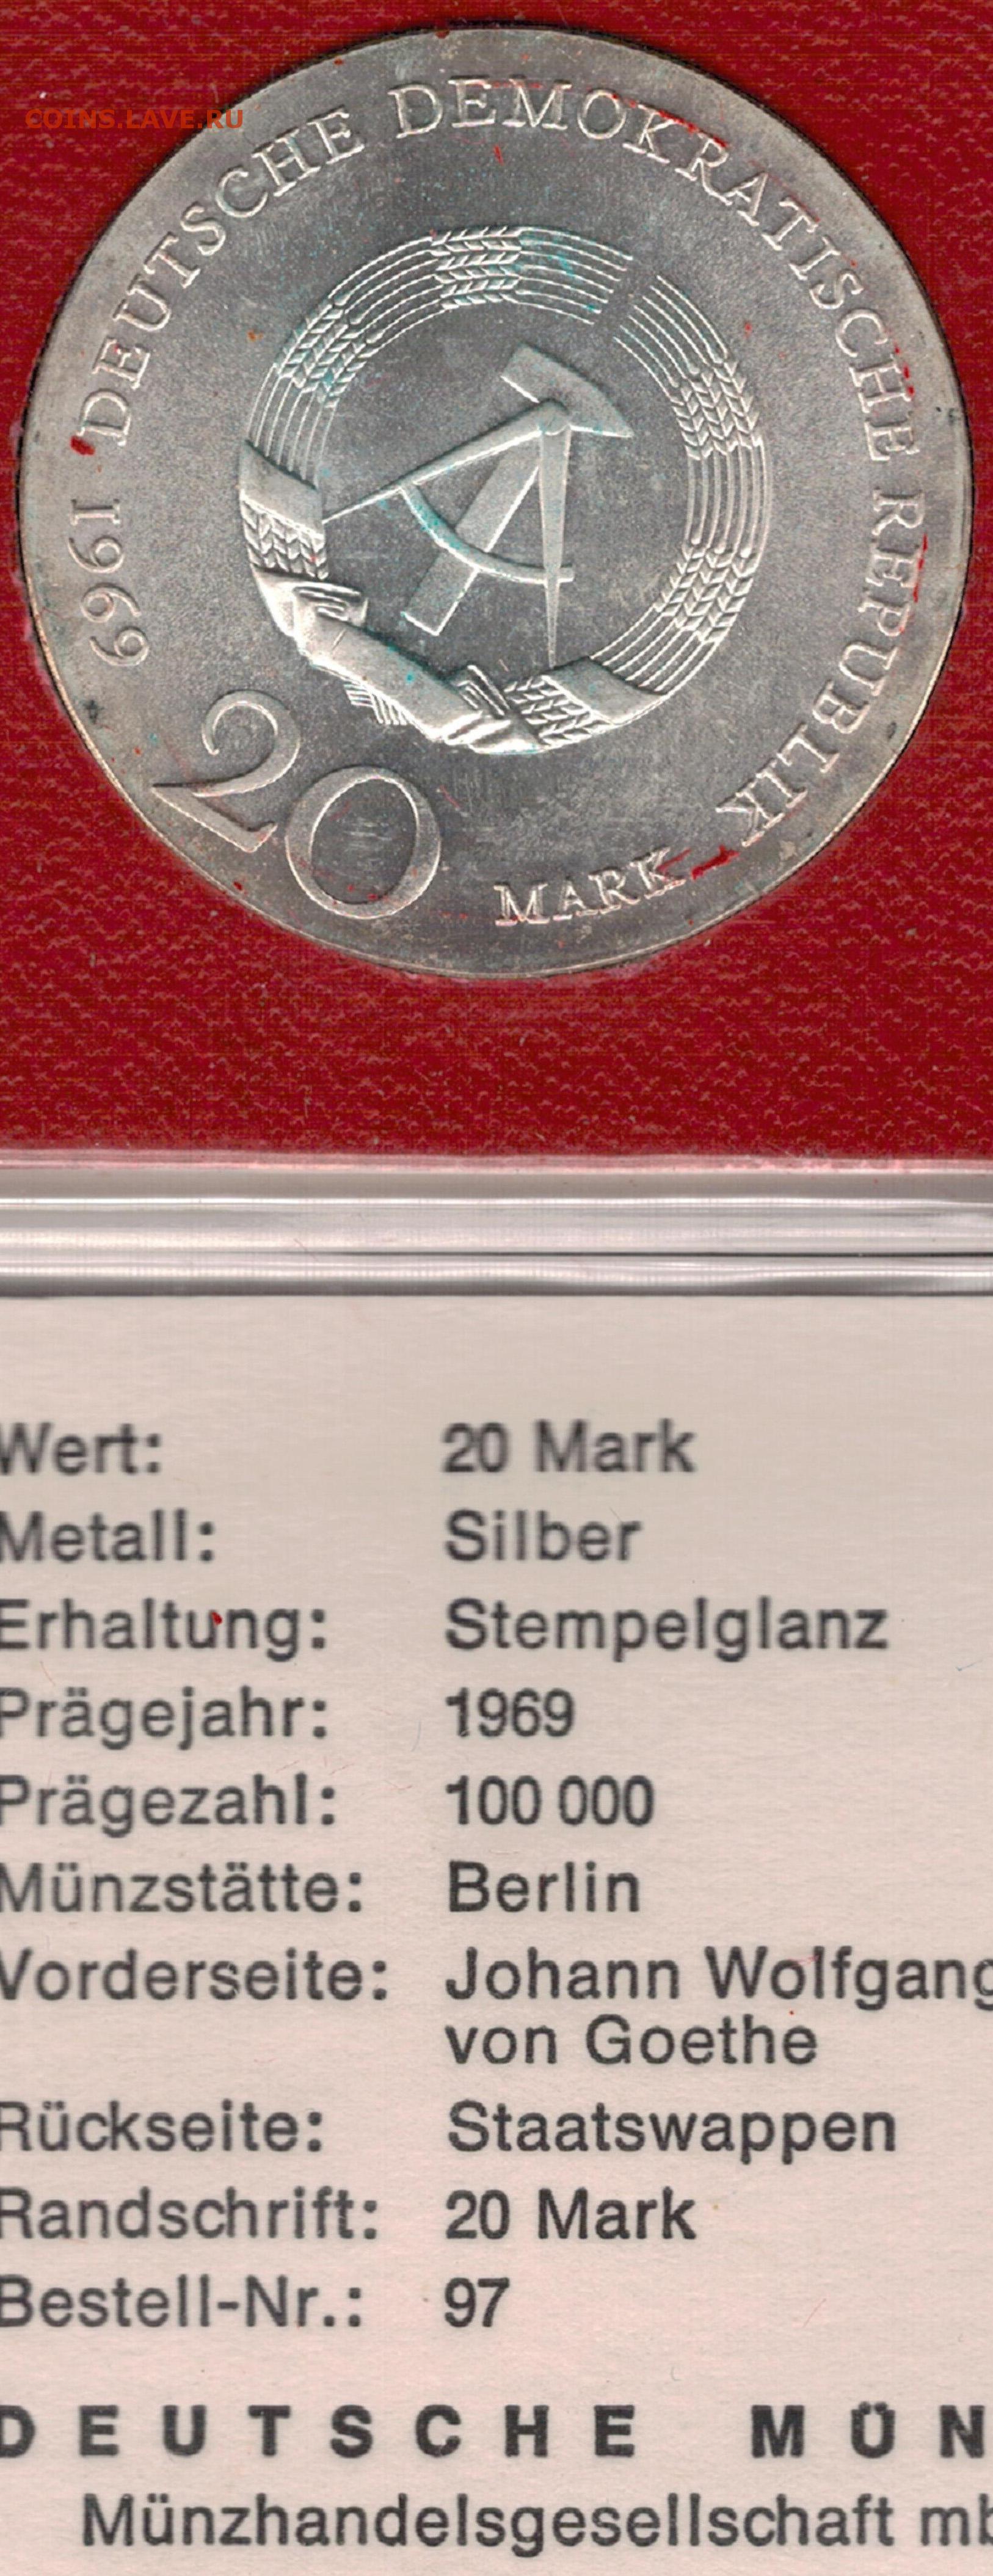 COINS.LAVE.RU
1969 DEUTSCHE DEMOKRATISCHE REPUBLIK
20 MARK
Wert: 20 Mark
Metall: Silber
Erhaltung: Stempelglanz
Prägejahr: 1969
Prägezahl: 100 000
Münzstätte: Berlin
Vorderseite: Johann Wolfgang
von Goethe
Rückseite: Staatswappen
Randschrift: 20 Mark
Bestell-Nr.: 97
DEUTSCHE MÜN
Münzhandelsgesellschaft mb